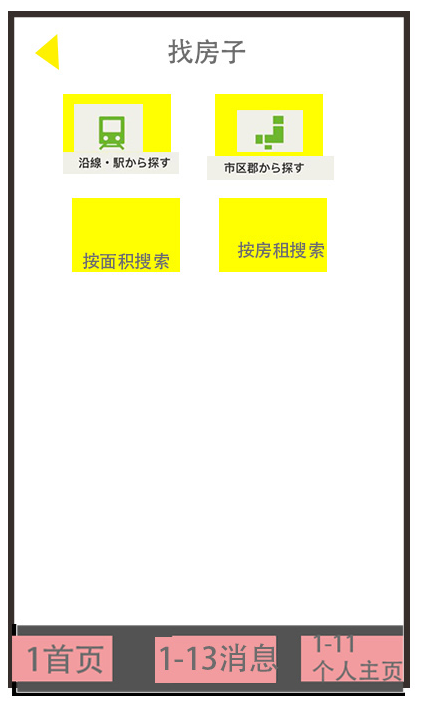 找房子
沿線・駅から探す
市区郡から探す
按面积搜索
按房租搜索
1首页
1-13消息
1-11
个人主页